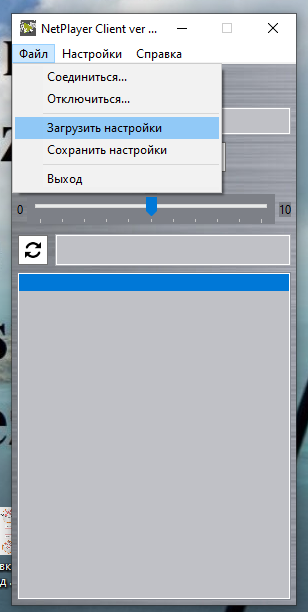 NetPlayer Client ver ...
Файл Настройки Справка
Соединиться...
Отключиться...
Загрузить настройки
Сохранить настройки
Выход
0 10